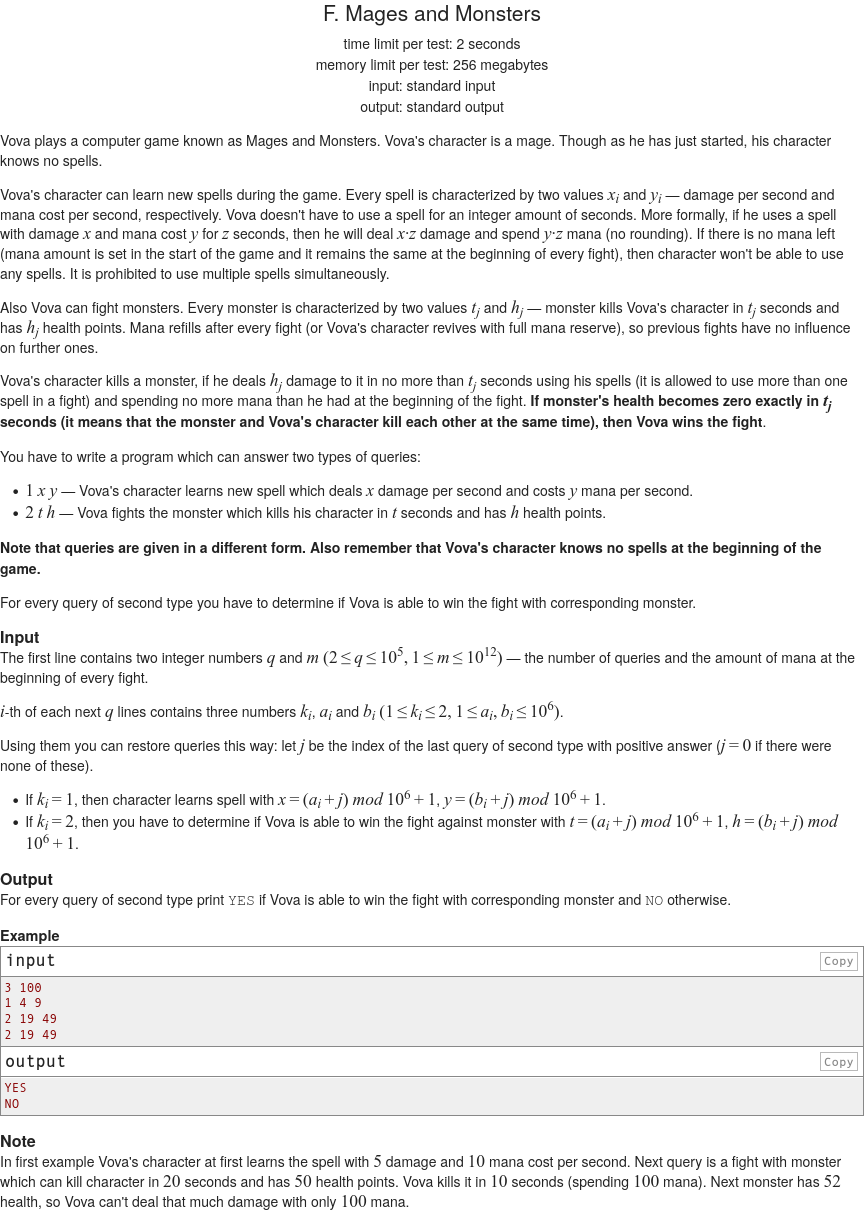 F. Mages and Monsters
time limit per test: 2 seconds
memory limit per test: 256 megabytes
input: standard input
output: standard output
Vova plays a computer game known as Mages and Monsters. Vova's character is a mage. Though as he has just started, his character
knows no spells.
Vova's character can learn new spells during the game. Every spell is characterized by two values x_i and y_i — damage per second and
mana cost per second, respectively. Vova doesn't have to use a spell for an integer amount of seconds. More formally, if he uses a spell
with damage x and mana cost y for z seconds, then he will deal x·z damage and spend y·z mana (no rounding). If there is no mana left
(mana amount is set in the start of the game and it remains the same at the beginning of every fight), then character won't be able to use
any spells. It is prohibited to use multiple spells simultaneously.
Also Vova can fight monsters. Every monster is characterized by two values t_j and h_j — monster kills Vova's character in t_j seconds and
has h_j health points. Mana refills after every fight (or Vova's character revives with full mana reserve), so previous fights have no influence
on further ones.
Vova's character kills a monster, if he deals h_j damage to it in no more than t_j seconds using his spells (it is allowed to use more than one
spell in a fight) and spending no more mana than he had at the beginning of the fight. If monster's health becomes zero exactly in t_j
seconds (it means that the monster and Vova's character kill each other at the same time), then Vova wins the fight.
You have to write a program which can answer two types of queries:
• 1 x y — Vova's character learns new spell which deals x damage per second and costs y mana per second.
• 2 t h — Vova fights the monster which kills his character in t seconds and has h health points.
Note that queries are given in a different form. Also remember that Vova's character knows no spells at the beginning of the
game.
For every query of second type you have to determine if Vova is able to win the fight with corresponding monster.
Input
The first line contains two integer numbers q and m (2 ≤ q ≤ 10^5, 1 ≤ m ≤ 10^12) — the number of queries and the amount of mana at the
beginning of every fight.
i-th of each next q lines contains three numbers k_i, a_i and b_i (1 ≤ k_i ≤ 2, 1 ≤ a_i, b_i ≤ 10^6).
Using them you can restore queries this way: let j be the index of the last query of second type with positive answer (j = 0 if there were
none of these).
• If k_i = 1, then character learns spell with x = (a_i + j) mod 10^6 + 1, y = (b_i + j) mod 10^6 + 1.
• If k_i = 2, then you have to determine if Vova is able to win the fight against monster with t = (a_i + j) mod 10^6 + 1, h = (b_i + j) mod
10^6 + 1.
Output
For every query of second type print YES if Vova is able to win the fight with corresponding monster and NO otherwise.
Example
input
Copy
3 100
1 4 9
2 19 49
2 19 49
output
Copy
YES
NO
Note
In first example Vova's character at first learns the spell with 5 damage and 10 mana cost per second. Next query is a fight with monster
which can kill character in 20 seconds and has 50 health points. Vova kills it in 10 seconds (spending 100 mana). Next monster has 52
health, so Vova can't deal that much damage with only 100 mana.